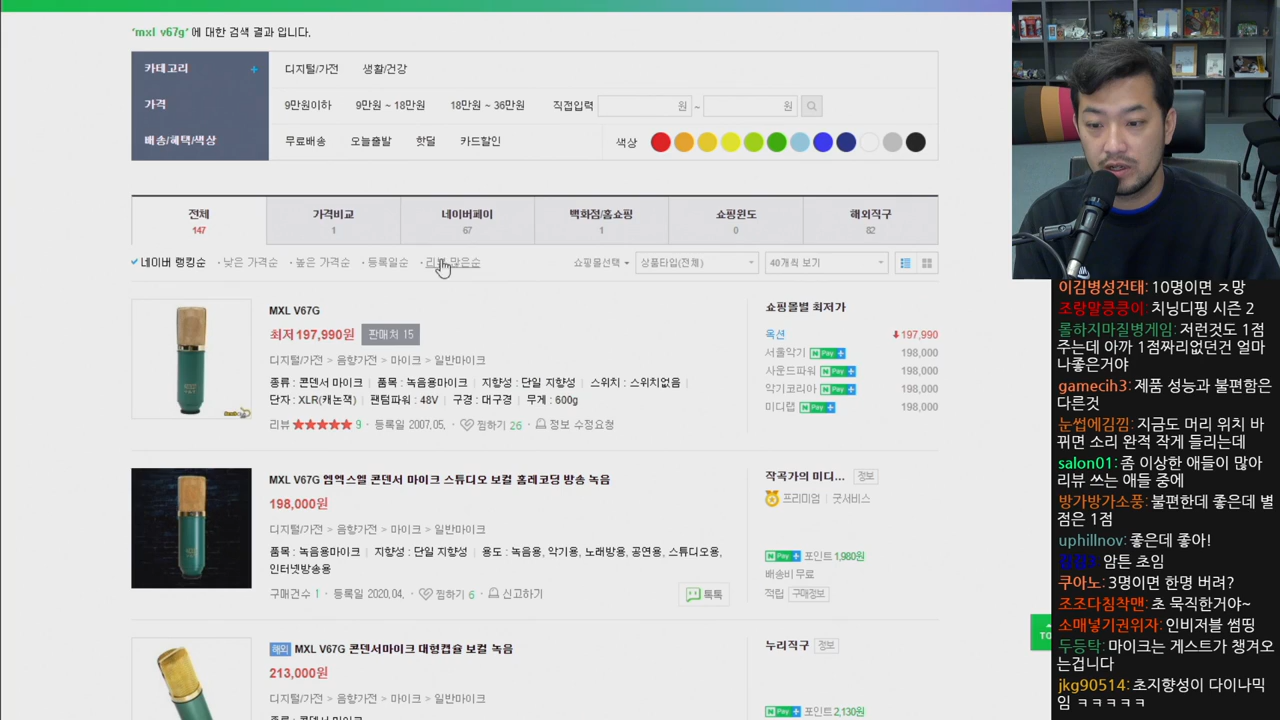 'mxl v67g' 에 대한 검색 결과 입니다.
카테고리 + 디지털/가전 생활/건강
가격 9만원이하 9만원 ~ 18만원 18만원 ~ 36만원 직접입력 원 ~ 원
배송/혜택/색상 무료배송 오늘출발 핫딜 카드할인 색상
전체 가격비교 네이버페이 백화점/홈쇼핑 쇼핑윈도 해외직구
147 1 67 1 0 82
네이버 랭킹순 · 낮은 가격순 · 높은 가격순 · 등록일순 · 리뷰 많은순 쇼핑몰선택 상품타입(전체) 40개씩 보기
MXL V67G
최저 197,990원 판매처 15
디지털/가전 > 음향가전 > 마이크 > 일반마이크
종류 : 콘덴서 마이크 | 품목 : 녹음용마이크 | 지향성 : 단일 지향성 | 스위치 : 스위치없음 |
단자 : XLR(캐논잭) | 팬텀파워 : 48V | 구경 : 대구경 | 무게 : 600g
리뷰 ★★★★★ 9 · 등록일 2007.05. · 찜하기 26 · 정보 수정요청
쇼핑몰별 최저가
옥션 197,990
서울악기 N Pay + 198,000
사운드파워 N Pay + 198,000
악기코리아 N Pay + 198,000
미디랩 N Pay + 198,000
MXL V67G 엠엑스엘 콘덴서 마이크 스튜디오 보컬 홈레코딩 방송 녹음
198,000원
디지털/가전 > 음향가전 > 마이크 > 일반마이크
품목 : 녹음용마이크 | 지향성 : 단일 지향성 | 용도 : 녹음용, 악기용, 노래방용, 공연용, 스튜디오용,
인터넷방송용
구매건수 1 · 등록일 2020.04. · 찜하기 6 · 신고하기
톡톡
작곡가의 미디... 정보
프리미엄 | 굿서비스
N Pay + 포인트 1,980원
배송비 무료
적립 구매정보
해외 MXL V67G 콘덴서마이크 대형캡슐 보컬 녹음
213,000원
디지털/가전 > 음향가전 > 마이크 > 일반마이크
종류 : 콘덴서 마이크
누리직구 정보
N Pay + 포인트 2,130원
TO
이김병성건태: 10명이면 ㅈ망
조랑말킁킁이: 치닝디핑 시즌 2
롤하지마질병게임: 저런것도 1점
주는데 아까 1점짜리없던건 얼마
나좋은거야
gamecih3: 제품 성능과 불편함은
다른것
눈썹에김낌: 지금도 머리 위치 바
뀌면 소리 완적 작게 들리는데
salon01: 좀 이상한 애들이 많아
리뷰 쓰는 애들 중에
방가방가소풍: 불편한데 좋은데 별
점은 1점
uphillnov: 좋은데 좋아!
암튼 초임
쿠아노: 3명이면 한명 버려?
조조다침착맨: 초 묵직한거야~
소매넣기권위자: 인비저블 썸띵
두등탁: 마이크는 게스트가 챙겨오
는겁니다
jkg90514: 초지향성이 다이나믹
임 ㅋㅋㅋㅋㅋ